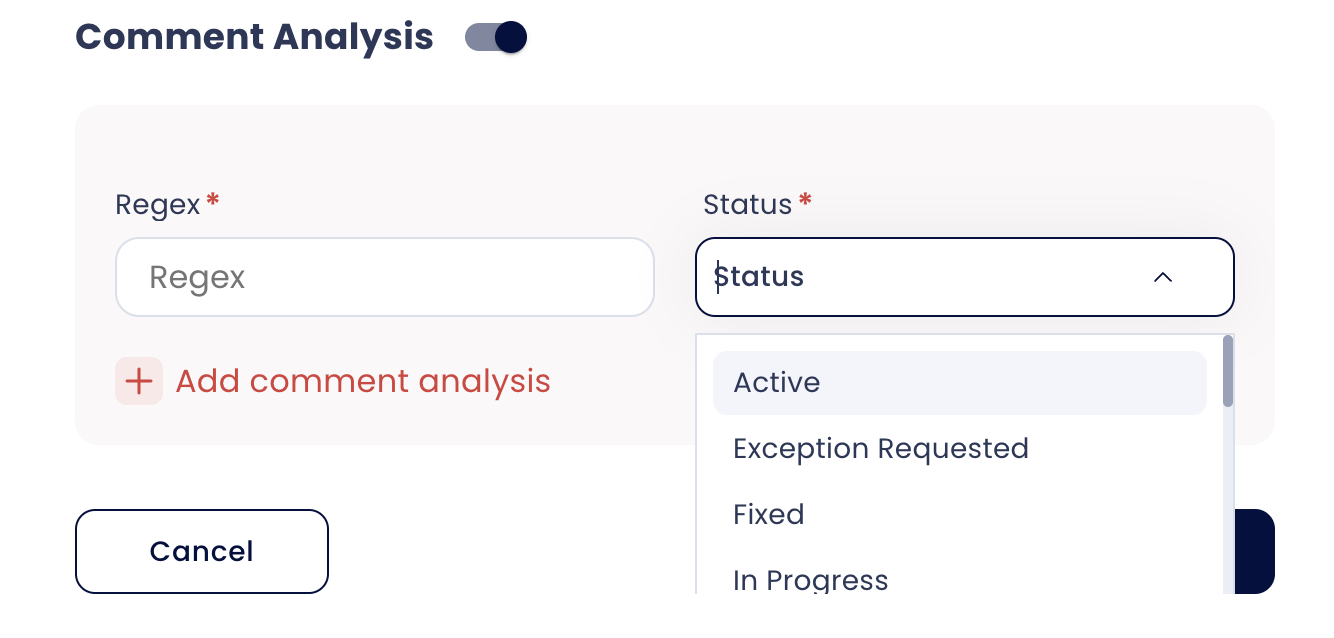 Comment Analysis
Regex *
Status *
Regex
Status
Add comment analysis
Active
Exception Requested
Fixed
In Progress
Cancel